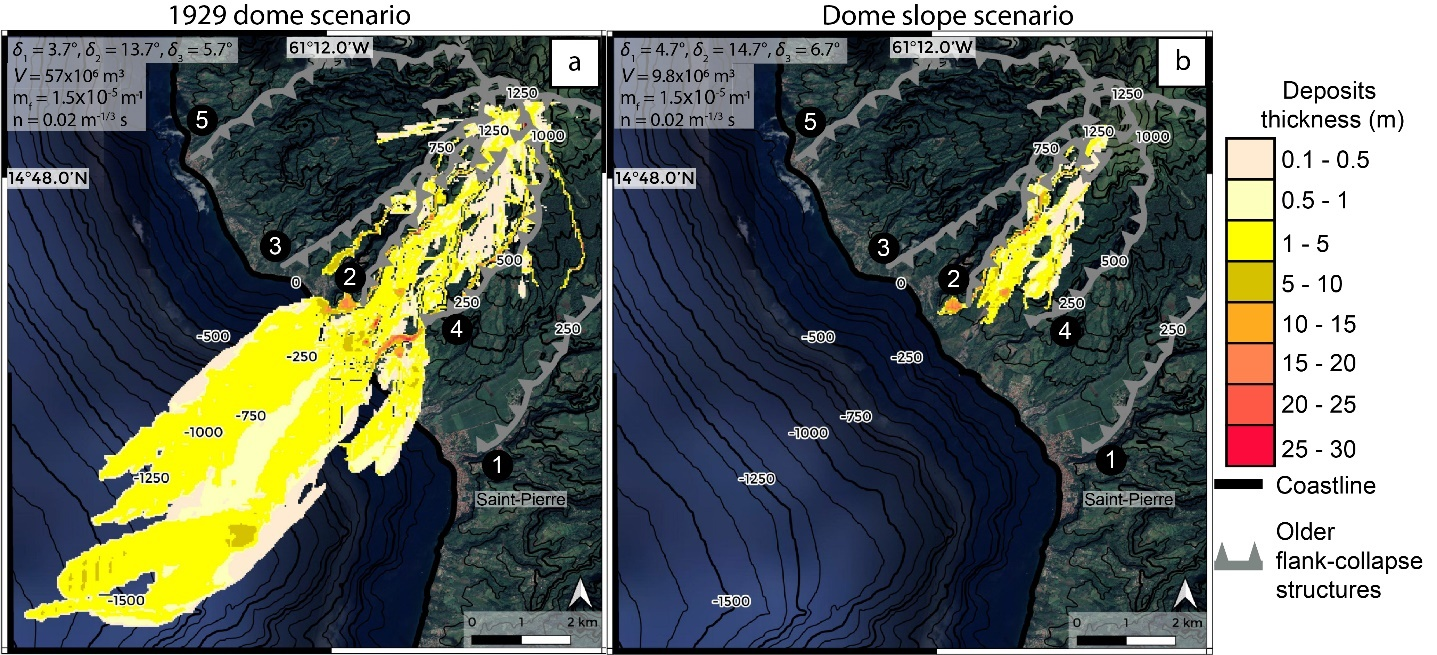 1929 dome scenario
δ1 = 3.7°, δ2 = 13.7°, δ3 = 5.7°
V = 57x10⁶ m³
mf = 1.5x10⁻⁵ m⁻¹
n = 0.02 m⁻¹/³ s
61°12.0'W
a
14°48.0'N
5
1250
1250
1000
750
3
2
500
0
250
4
250
-500
-250
-750
-1000
-1250
1
Saint-Pierre
-1500
0 1 2 km
Dome slope scenario
δ1 = 4.7°, δ2 = 14.7°, δ3 = 6.7°
V = 9.8x10⁶ m³
mf = 1.5x10⁻⁵ m⁻¹
n = 0.02 m⁻¹/³ s
61°12.0'W
b
14°48.0'N
5
1250
1250
1000
750
3
2
500
0
250
4
250
-500
-250
-750
-1000
-1250
1
Saint-Pierre
-1500
0 1 2 km
Deposits
thickness (m)
0.1 - 0.5
0.5 - 1
1 - 5
5 - 10
10 - 15
15 - 20
20 - 25
25 - 30
Coastline
Older
flank-collapse
structures